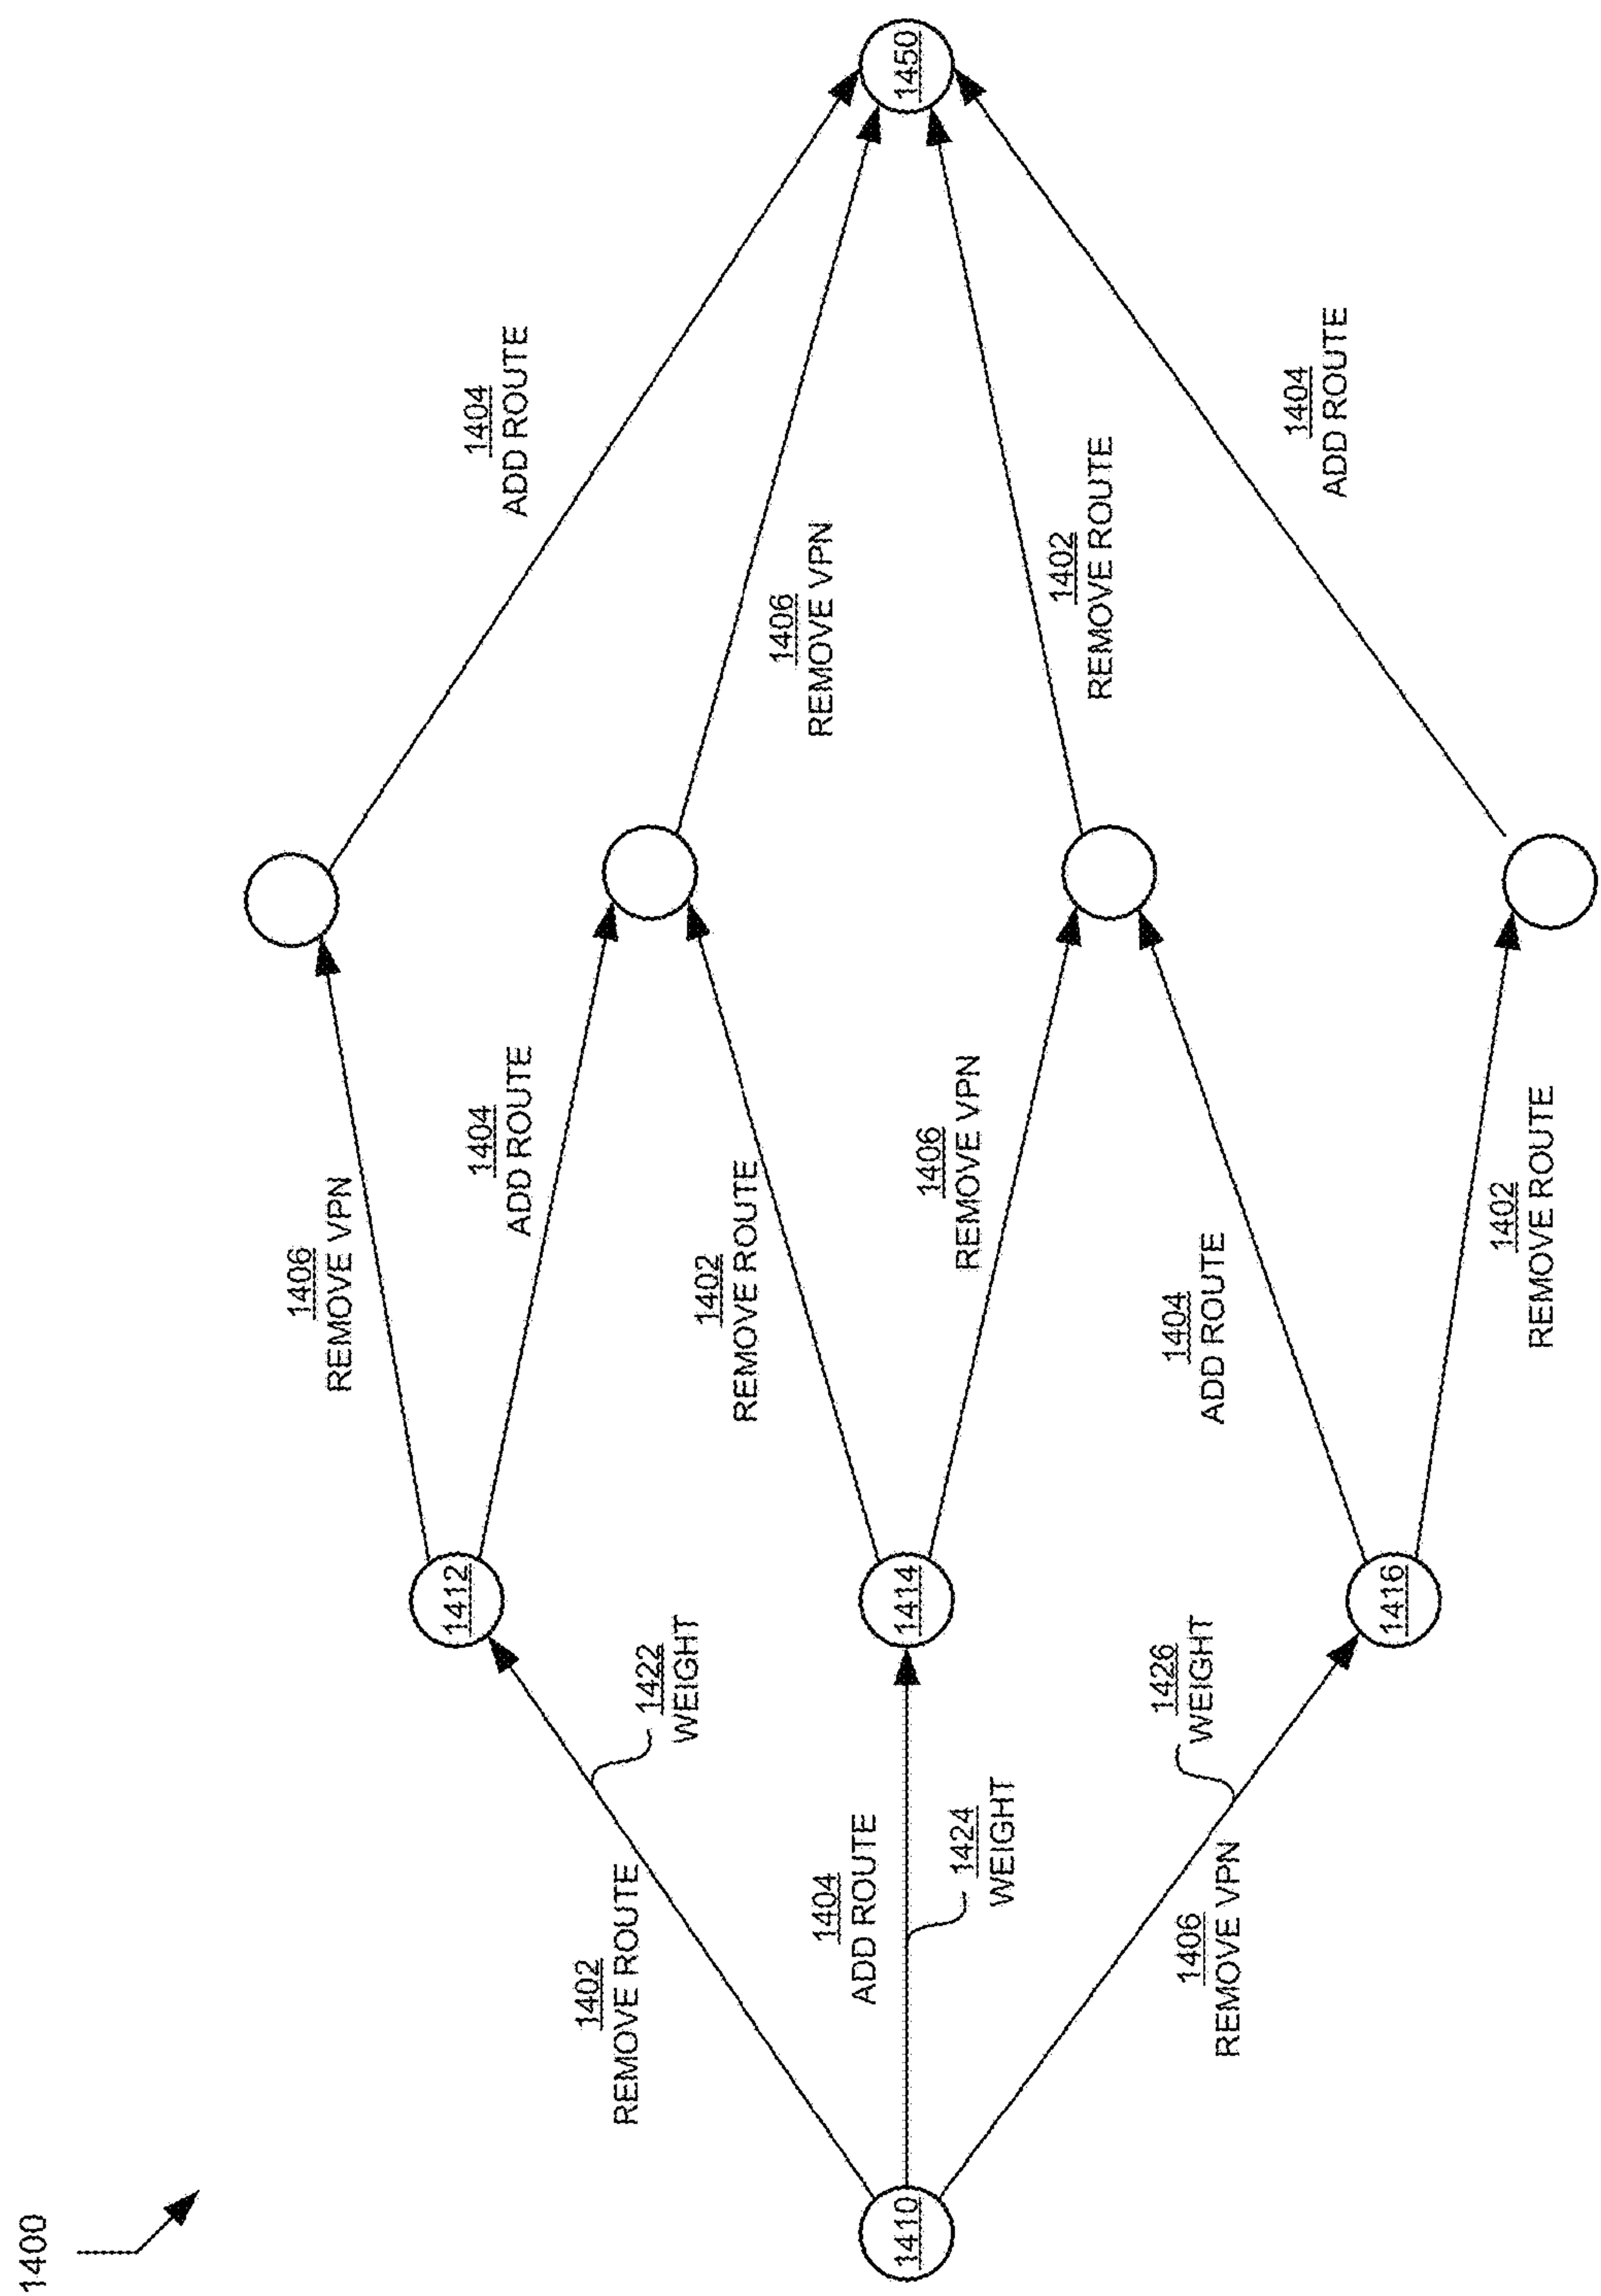 1400
1410
1402
REMOVE ROUTE
1422
WEIGHT
1404
ADD ROUTE
1424
WEIGHT
1406
REMOVE VPN
1426
WEIGHT
1412
1414
1416
1406
REMOVE VPN
1404
ADD ROUTE
1402
REMOVE ROUTE
1406
REMOVE VPN
1404
ADD ROUTE
1402
REMOVE ROUTE
1404
ADD ROUTE
1406
REMOVE VPN
1402
REMOVE ROUTE
1404
ADD ROUTE
1450